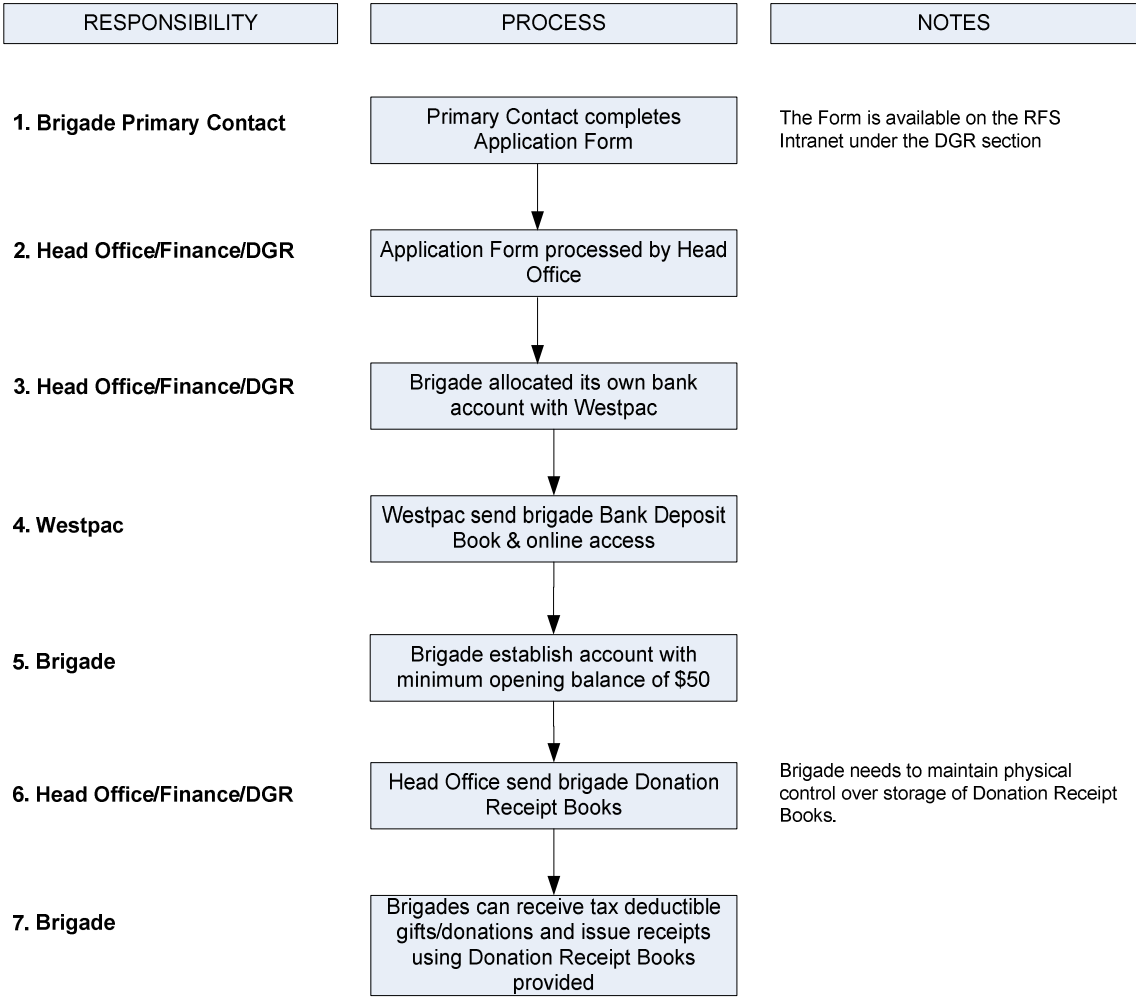 RESPONSIBILITY
PROCESS
NOTES
1. Brigade Primary Contact
Primary Contact completes
Application Form
The Form is available on the RFS
Intranet under the DGR section
2. Head Office/Finance/DGR
Application Form processed by Head
Office
3. Head Office/Finance/DGR
Brigade allocated its own bank
account with Westpac
4. Westpac
Westpac send brigade Bank Deposit
Book & online access
5. Brigade
Brigade establish account with
minimum opening balance of $50
6. Head Office/Finance/DGR
Head Office send brigade Donation
Receipt Books
Brigade needs to maintain physical
control over storage of Donation Receipt
Books.
7. Brigade
Brigades can receive tax deductible
gifts/donations and issue receipts
using Donation Receipt Books
provided